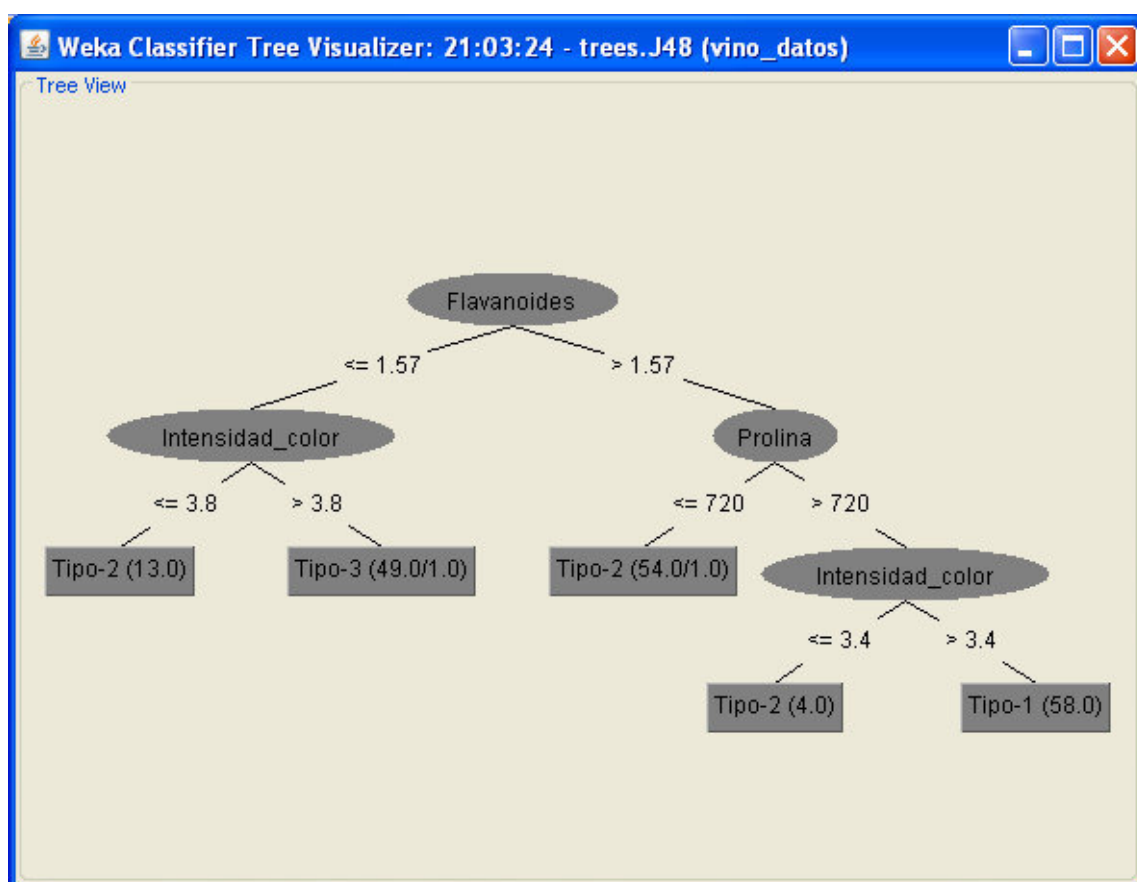 Weka Classifier Tree Visualizer: 21:03:24 - trees.J48 (vino_datos)
Tree View
Flavanoides
<= 1.57 > 1.57
Intensidad_color Prolina
<= 3.8 > 3.8 <= 720 > 720
Tipo-2 (13.0) Tipo-3 (49.0/1.0) Tipo-2 (54.0/1.0) Intensidad_color
<= 3.4 > 3.4
Tipo-2 (4.0) Tipo-1 (58.0)